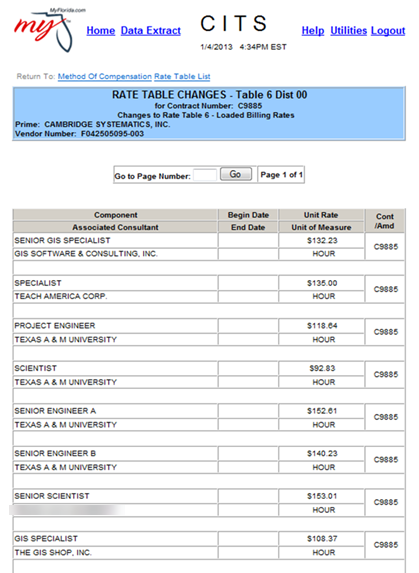 MyFlorida.com
my
Home Data Extract
CITS
1/4/2013 4:34PM EST
Help Utilities Logout
Return To: Method Of Compensation Rate Table List
RATE TABLE CHANGES - Table 6 Dist 00
for Contract Number: C9885
Changes to Rate Table 6 - Loaded Billing Rates
Prime: CAMBRIDGE SYSTEMATICS, INC.
Vendor Number: F042505095-003
Go to Page Number: Go Page 1 of 1
Component Begin Date Unit Rate Cont /Amd
Associated Consultant End Date Unit of Measure
SENIOR GIS SPECIALIST $132.23 C9885
GIS SOFTWARE & CONSULTING, INC. HOUR
SPECIALIST $135.00 C9885
TEACH AMERICA CORP. HOUR
PROJECT ENGINEER $118.64 C9885
TEXAS A & M UNIVERSITY HOUR
SCIENTIST $92.83 C9885
TEXAS A & M UNIVERSITY HOUR
SENIOR ENGINEER A $152.61 C9885
TEXAS A & M UNIVERSITY HOUR
SENIOR ENGINEER B $140.23 C9885
TEXAS A & M UNIVERSITY HOUR
SENIOR SCIENTIST $153.01 C9885
HOUR
GIS SPECIALIST $108.37 C9885
THE GIS SHOP, INC. HOUR